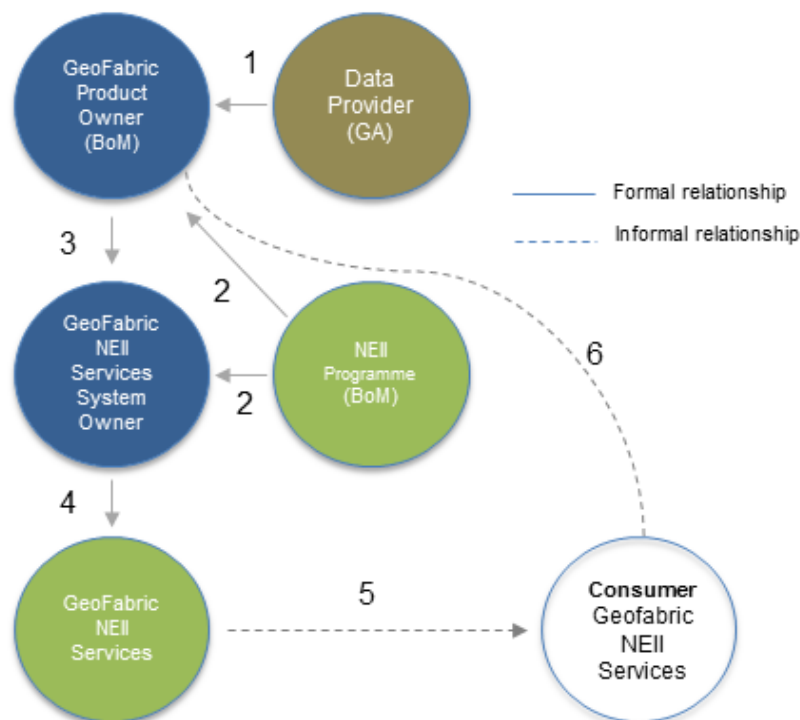 GeoFabric
Product
Owner
(BoM)
1
Data
Provider
(GA)
Formal relationship
Informal relationship
3
2
GeoFabric
NEII
Services
System
Owner
2
NEII
Programme
(BoM)
6
4
GeoFabric
NEII
Services
5
Consumer
Geofabric
NEII
Services